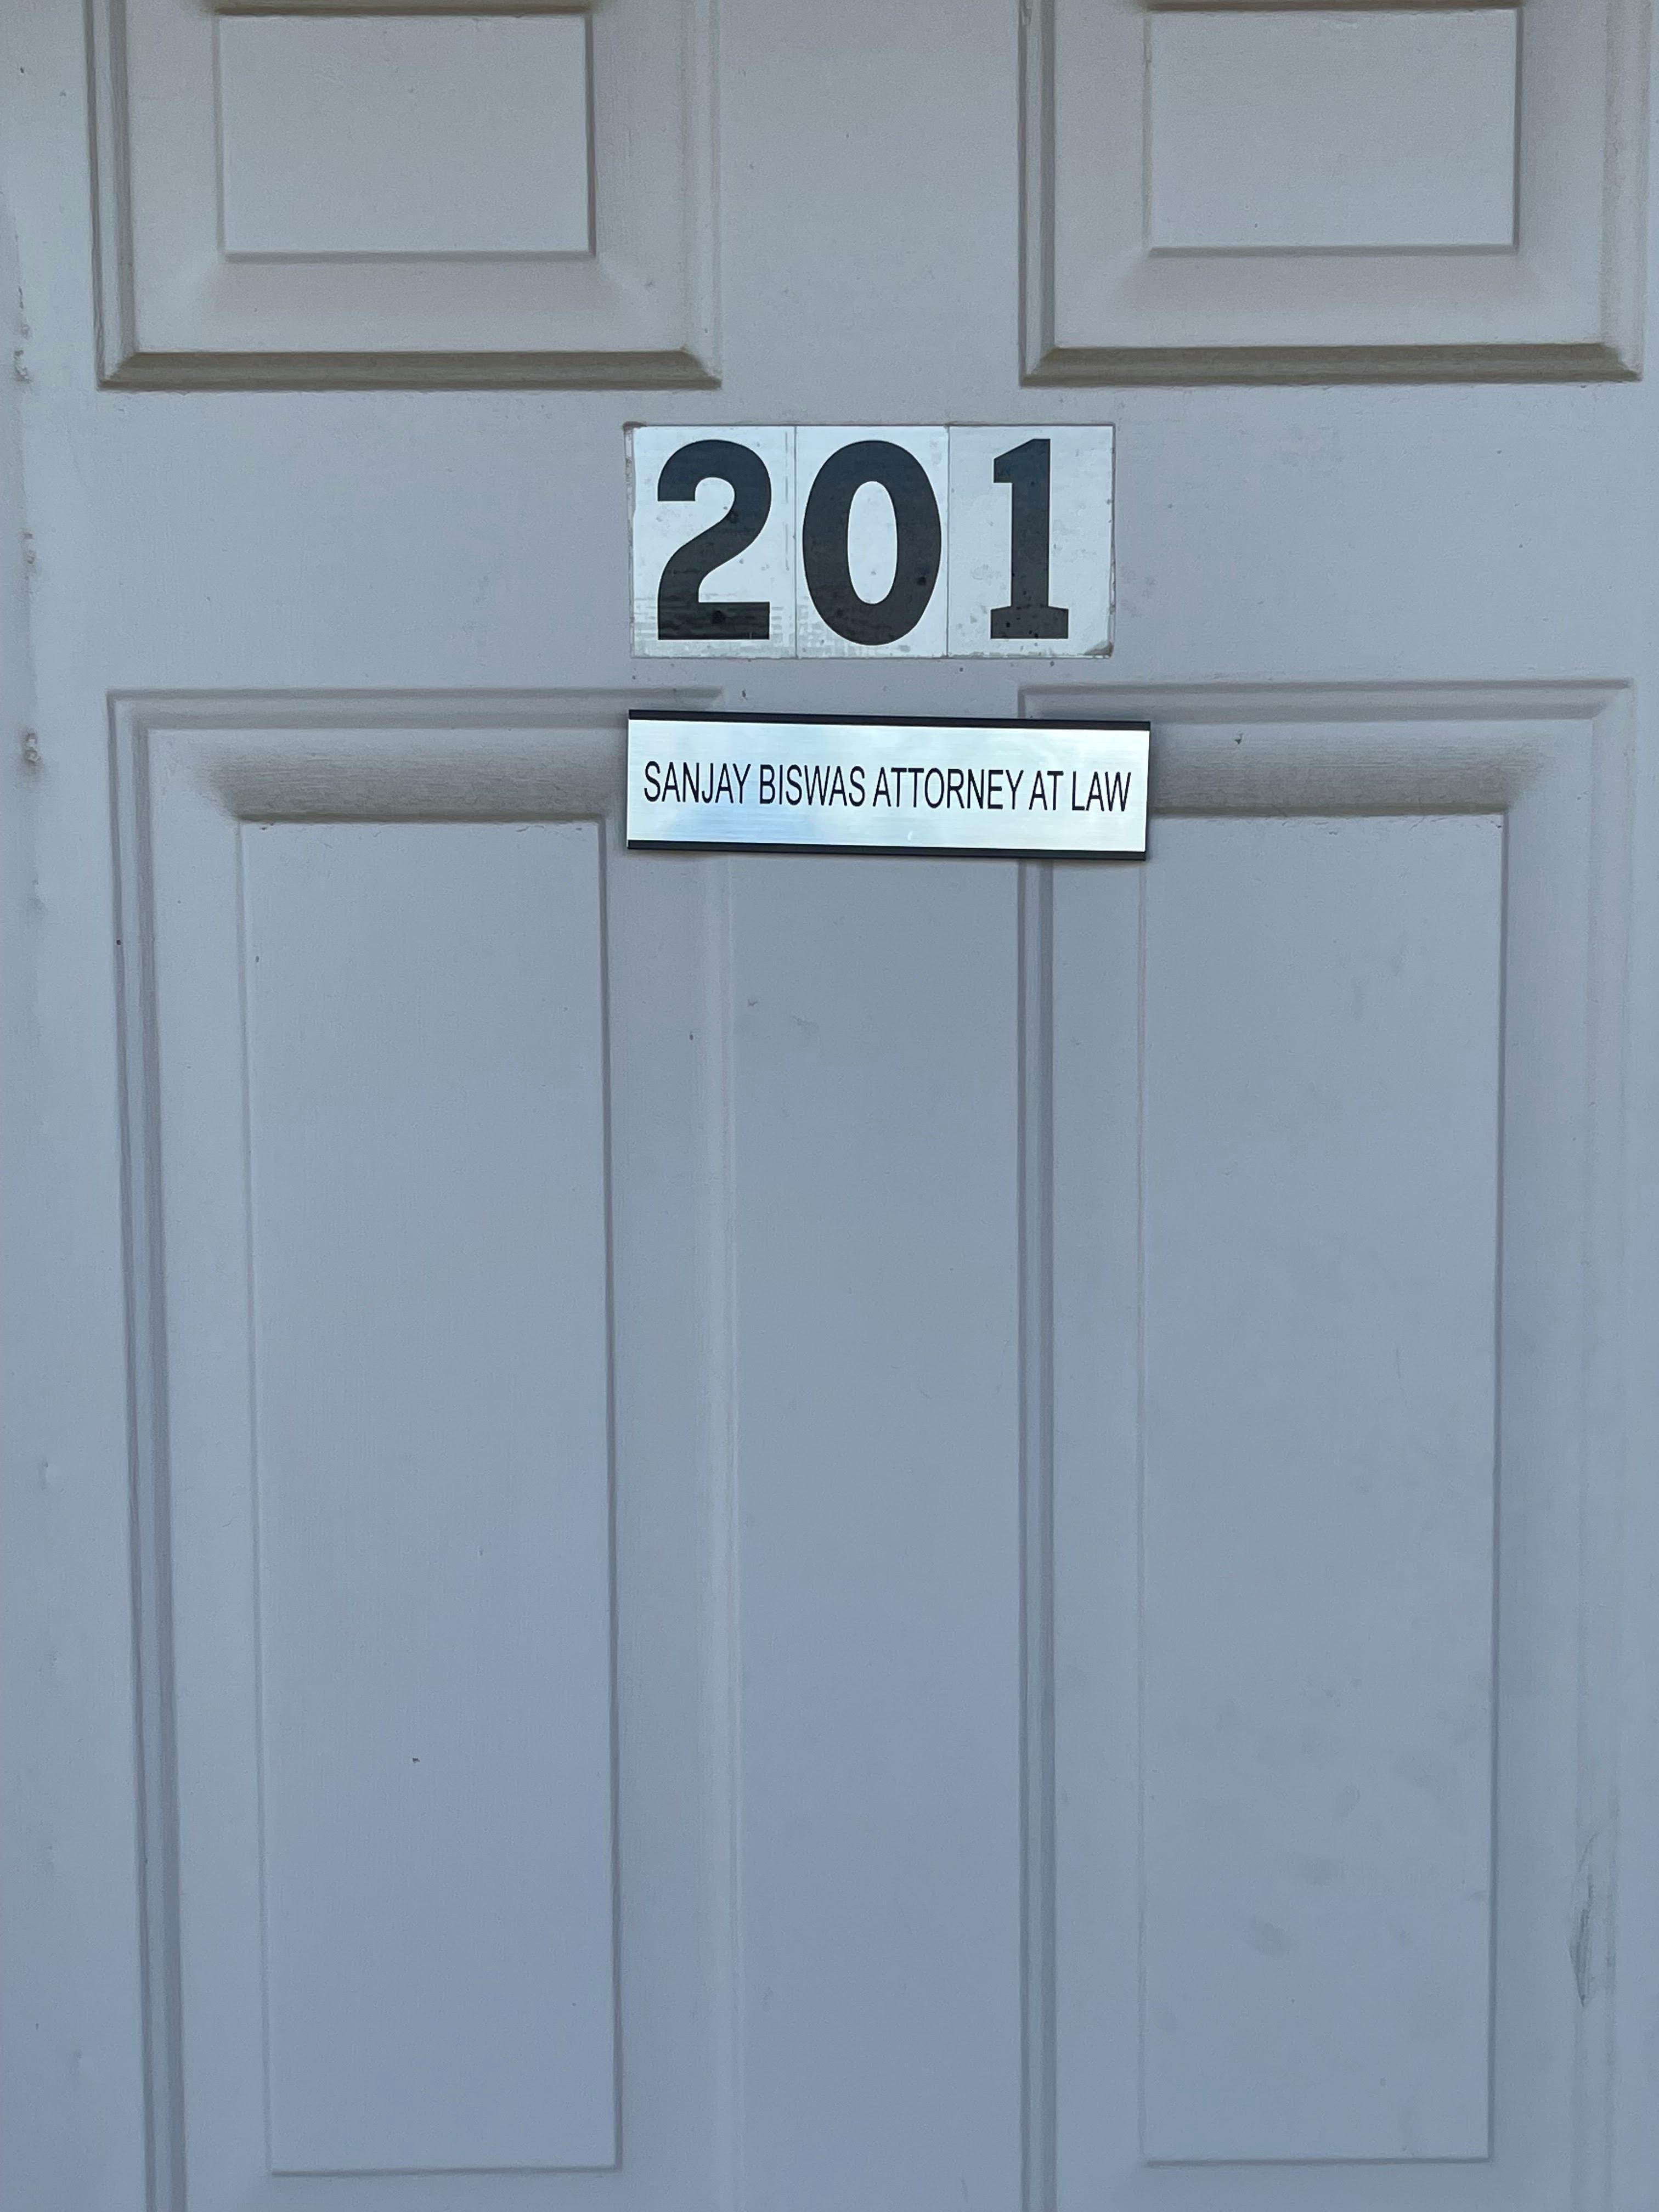 201
SANJAY BISWAS ATTORNEY AT LAW